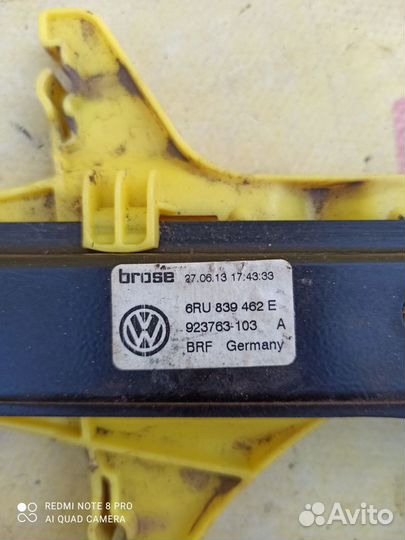 brose 27.06.13 17:43:33
6RU 839 462 E
923763-103 A
BRF Germany
REDMI NOTE 8 PRO
AI QUAD CAMERA
Avito